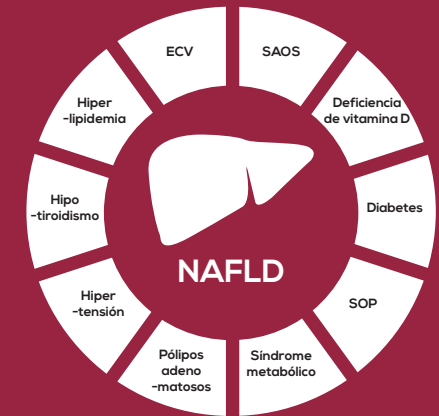 ECV
SAOS
Deficiencia
de vitamina D
Diabetes
SOP
Síndrome
metabólico
Pólipos
adeno
-matosos
Hiper
-tensión
Hipo
-tiroidismo
Hiper
-lipidemia
NAFLD